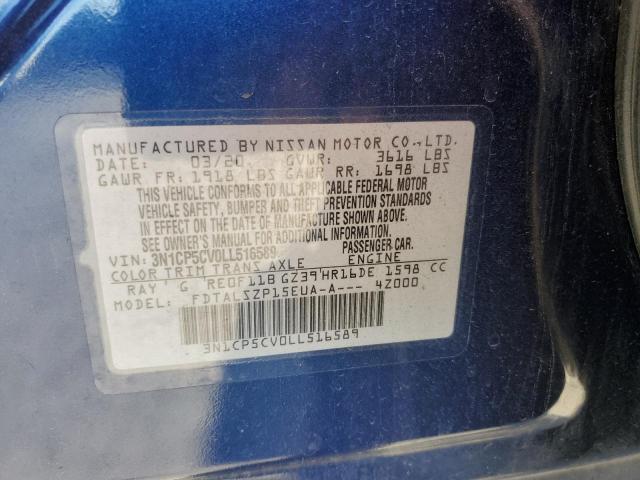 MANUFACTURED BY NISSAN MOTOR CO.,LTD.
DATE: 03/20 GVWR: 3616 LBS
GAWR FR: 1918 LBS GAWR RR: 1698 LBS
THIS VEHICLE CONFORMS TO ALL APPLICABLE FEDERAL MOTOR
VEHICLE SAFETY, BUMPER AND THEFT PREVENTION STANDARDS
IN EFFECT ON THE DATE OF MANUFACTURE SHOWN ABOVE.
SEE OWNER'S MANUAL FOR ADDITIONAL INFORMATION.
VIN: 3N1CP5CV0LL516589 PASSENGER CAR.
COLOR TRIM TRANS AXLE ENGINE
RAY G RE0F11B GZ39 HR16DE 1598 CC
MODEL: FDTALSZP15EUA-A--- 4Z000
3N1CP5CV0LL516589